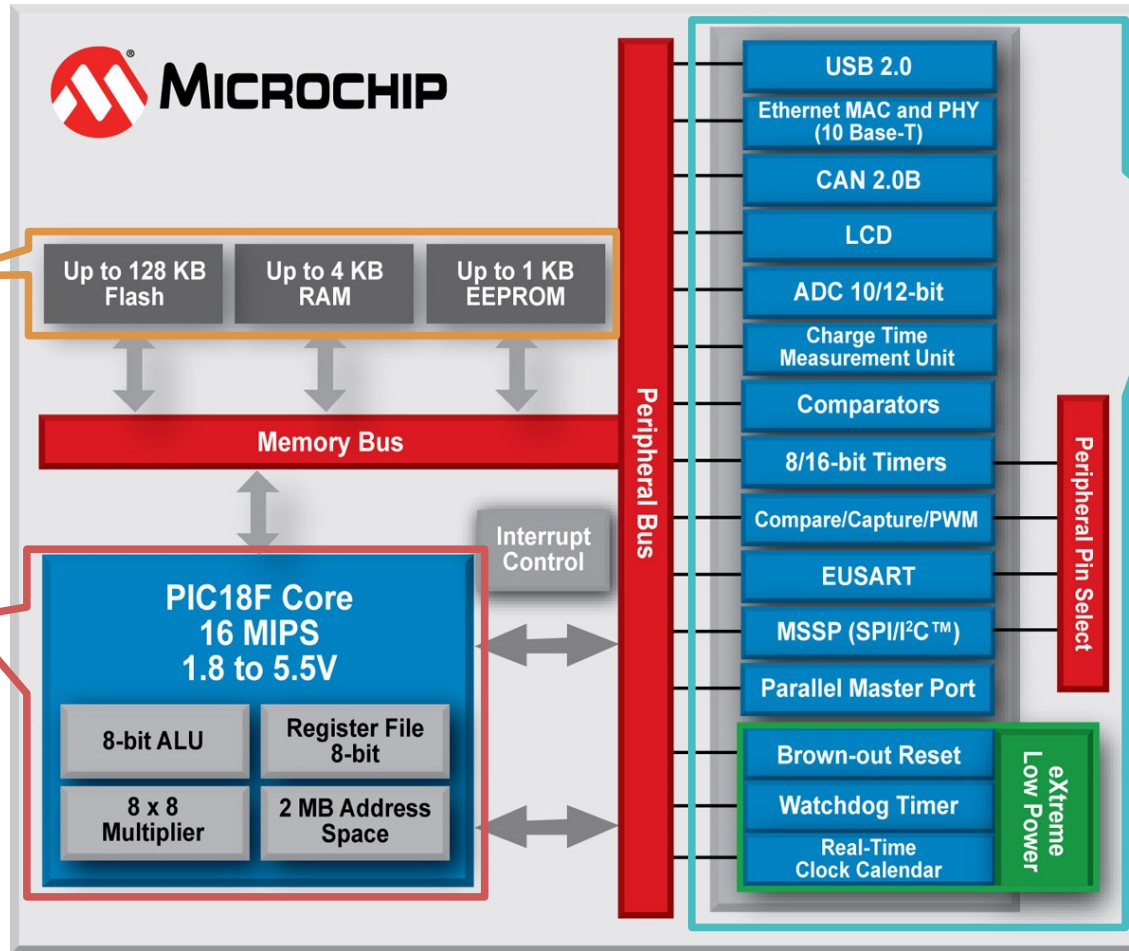 MICROCHIP
®
Up to 128 KB
Flash
Up to 4 KB
RAM
Up to 1 KB
EEPROM
Memory Bus
Interrupt
Control
PIC18F Core
16 MIPS
1.8 to 5.5V
8-bit ALU
Register File
8-bit
8 x 8
Multiplier
2 MB Address
Space
Peripheral Bus
USB 2.0
Ethernet MAC and PHY
(10 Base-T)
CAN 2.0B
LCD
ADC 10/12-bit
Charge Time
Measurement Unit
Comparators
8/16-bit Timers
Compare/Capture/PWM
EUSART
MSSP (SPI/I²C™)
Parallel Master Port
Brown-out Reset
Watchdog Timer
Real-Time
Clock Calendar
eXtreme
Low Power
Peripheral Pin Select